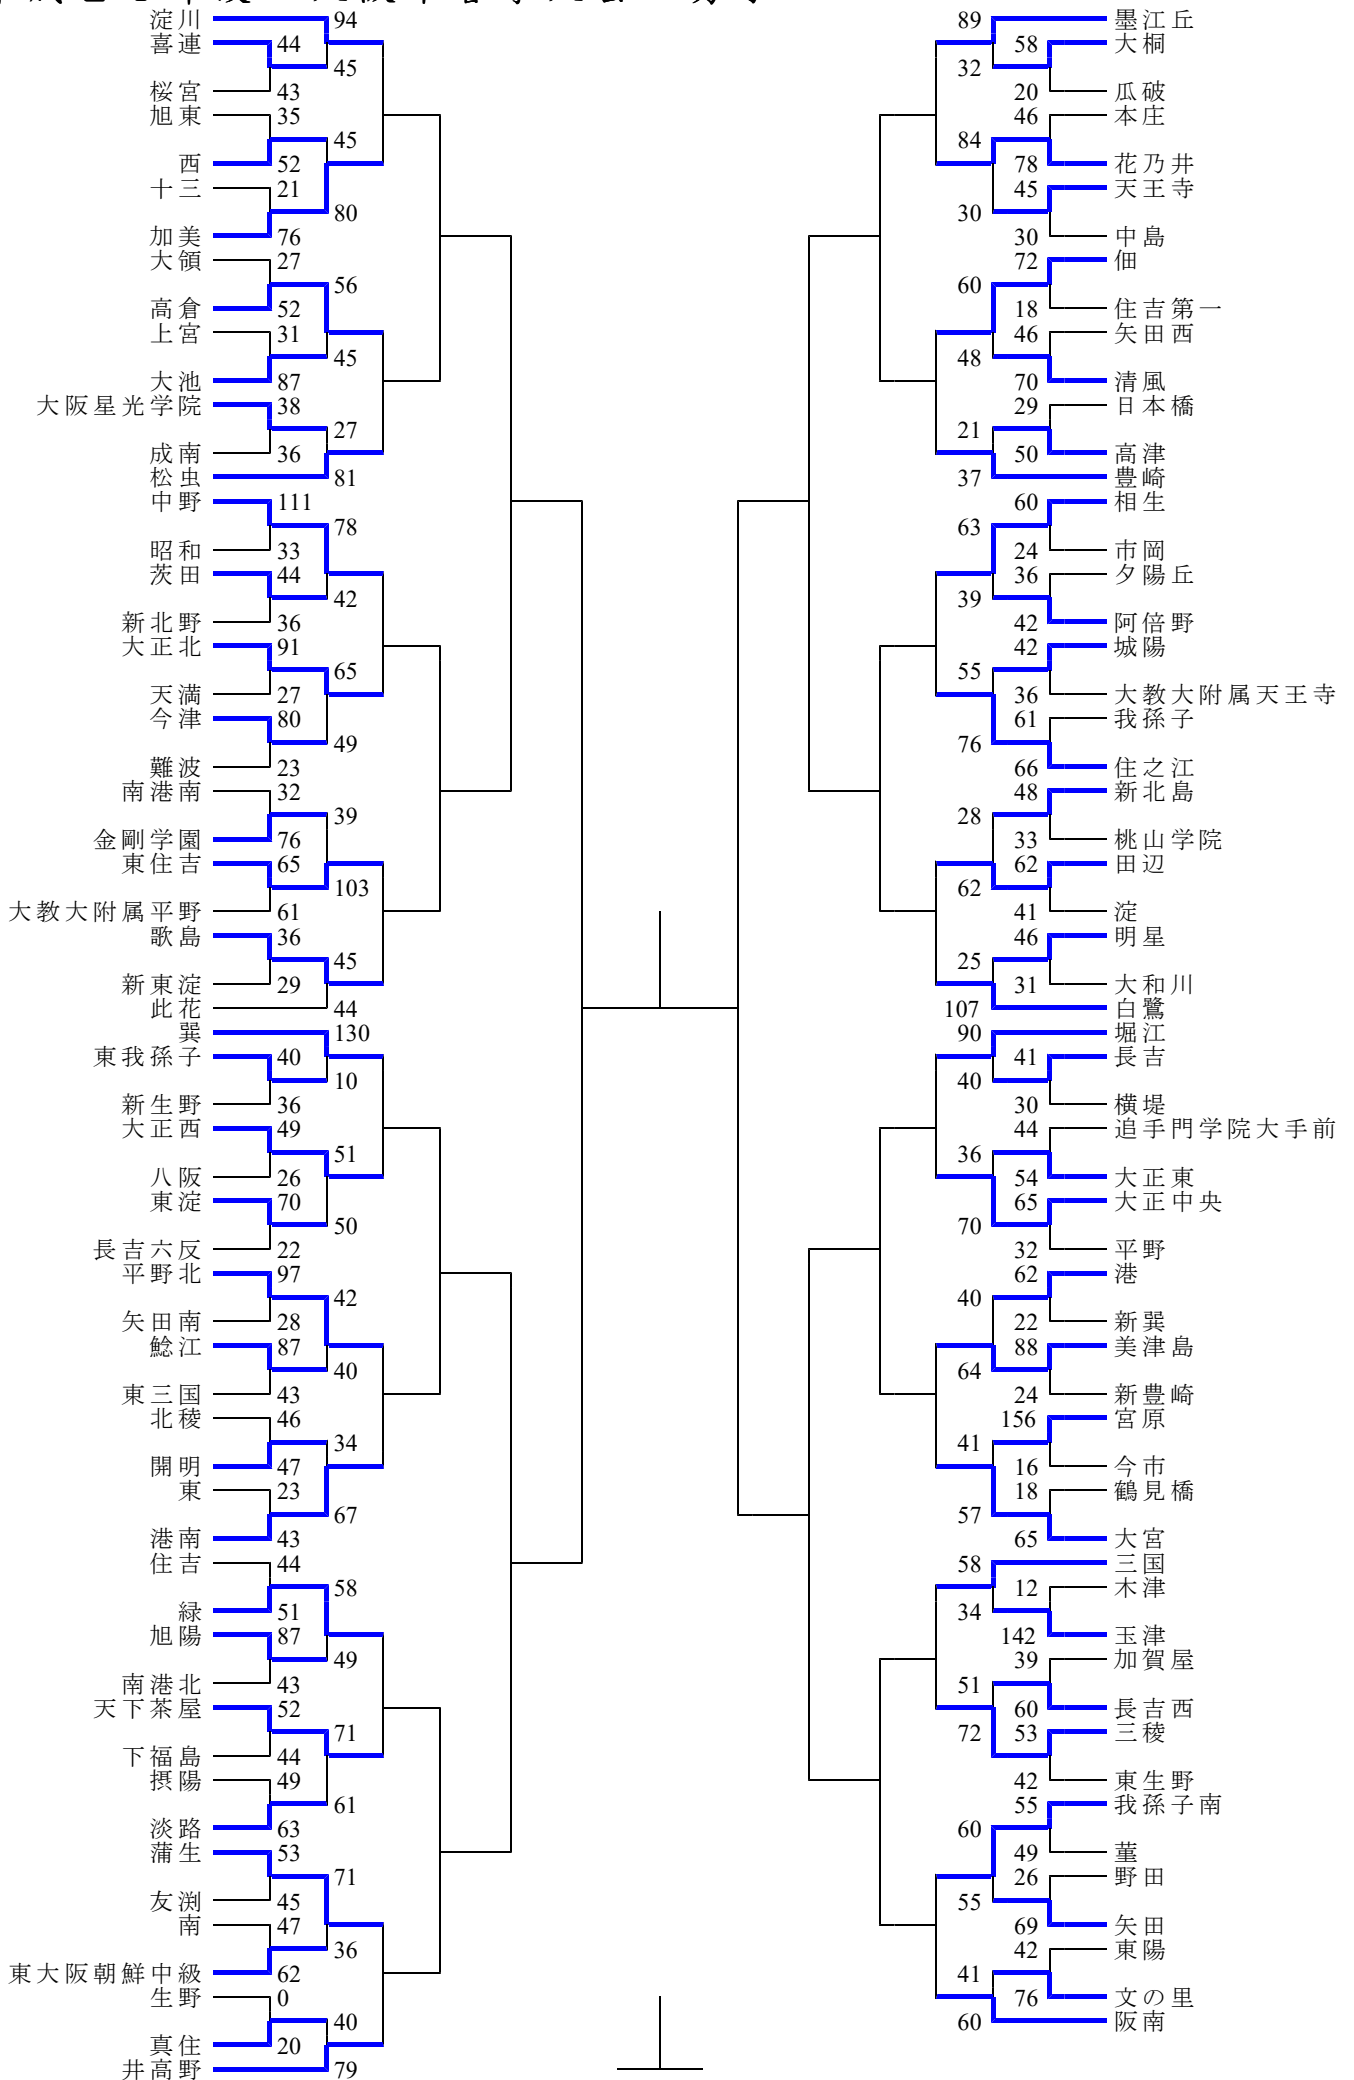 淀川 94 89 墨江丘
喜連 44 58 大桐
45 32
桜宮 43 20 瓜破
旭東 35 46 本庄
45 84
西 52 78 花乃井
十三 21 45 天王寺
80 30
加美 76 30 中島
大領 27 72 佃
56 60
高倉 52 18 住吉第一
上宮 31 46 矢田西
45 48
大池 87 70 清風
大阪星光学院 38 29 日本橋
27 21
成南 36 50 高津
松虫 81 37 豊崎
中野 111 60 相生
78 63
昭和 33 24 市岡
茨田 44 36 夕陽丘
42 39
新北野 36 42 阿倍野
大正北 91 42 城陽
65 55
天満 27 36 大教大附属天王寺
今津 80 61 我孫子
49 76
難波 23 66 住之江
南港南 32 48 新北島
39 28
金剛学園 76 33 桃山学院
東住吉 65 62 田辺
103 62
大教大附属平野 61 41 淀
歌島 36 46 明星
45 25
新東淀 29 31 大和川
此花 44 107 白鷺
巽 130 90 堀江
東我孫子 40 41 長吉
10 40
新生野 36 30 横堤
大正西 49 44 追手門学院大手前
51 36
八阪 26 54 大正東
東淀 70 65 大正中央
50 70
長吉六反 22 32 平野
平野北 97 62 港
42 40
矢田南 28 22 新巽
鯰江 87 88 美津島
40 64
東三国 43 24 新豊崎
北稜 46 156 宮原
34 41
開明 47 16 今市
東 23 18 鶴見橋
67 57
港南 43 65 大宮
住吉 44 58 三国
58 12 木津
緑 51 34
旭陽 87 142 玉津
49 39 加賀屋
南港北 43 51
天下茶屋 52 60 長吉西
71 72 53 三稜
下福島 44
摂陽 49 42 東生野
61 55 我孫子南
淡路 63 60
蒲生 53 49 菫
71 26 野田
友渕 45 55
南 47 69 矢田
36 42 東陽
東大阪朝鮮中級 62 41
生野 0 76 文の里
40 60 阪南
真住 20
井高野 79